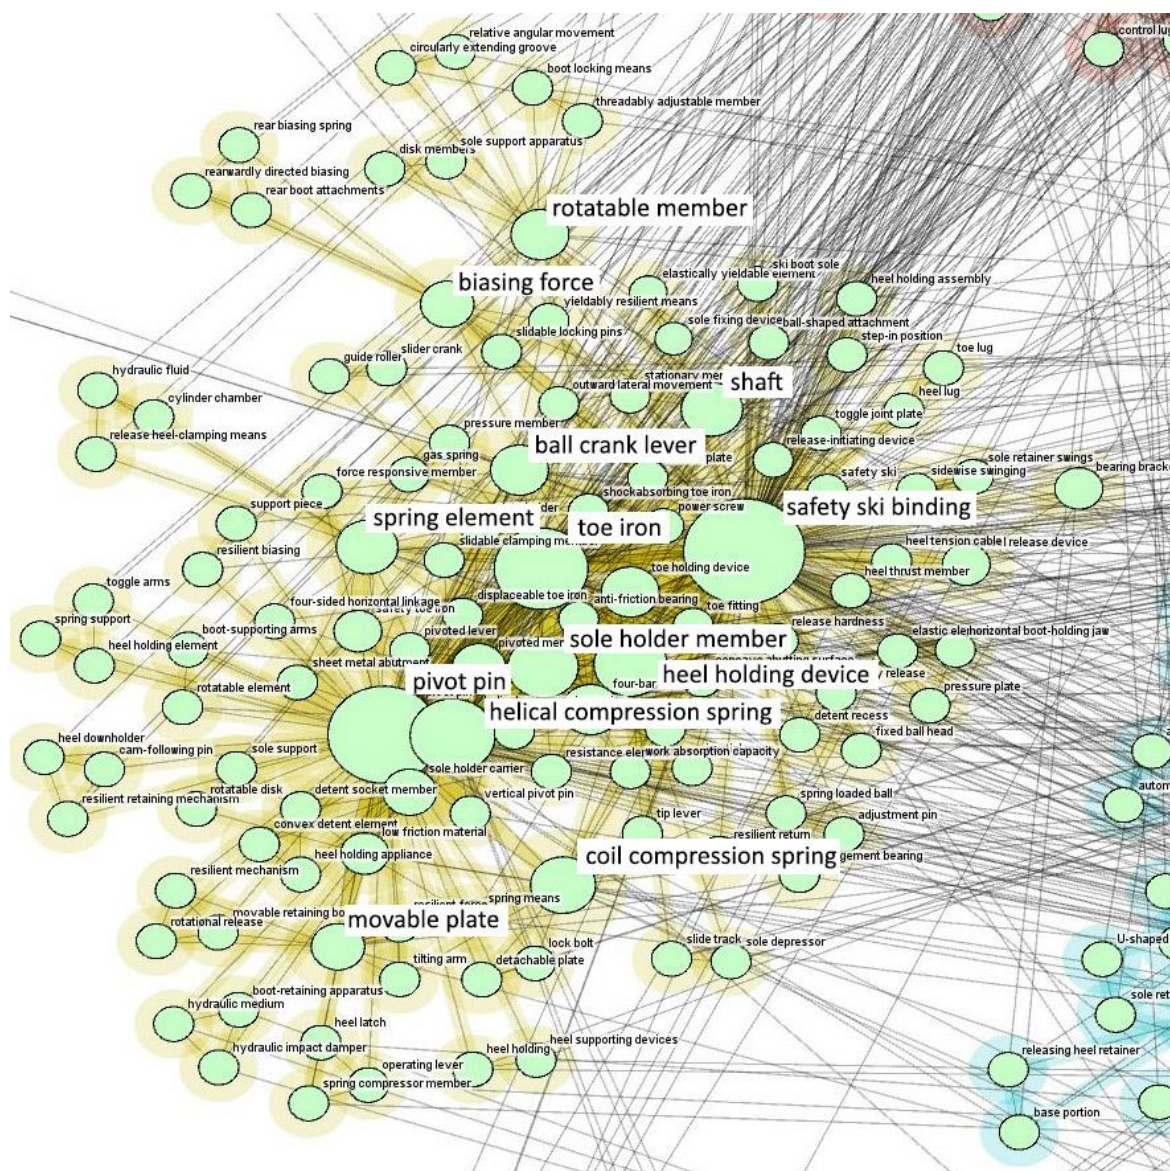 relative angular movement
circularly extending groove
control lug
boot locking means
threadably adjustable member
rear biasing spring
sole support apparatus
disk members
rearwardly directed biasing
rear boot attachments
rotatable member
ski boot sole
elastically yieldable element
heel holding assembly
biasing force
yieldably resilient means
sole fixing device
ball-shaped attachment
slidable locking pins
step-in position
toe lug
slider crank
guide roller
hydraulic fluid
stationary
outward lateral movement
shaft
heel lug
cylinder chamber
toggle joint plate
pressure member
release heel-clamping means
release-initiating device
ball crank lever
plate
gas spring
sole retainer swings
force responsive member
safety ski
sidewise swinging
bearing
shockabsorbing toe iron
support piece
power screw
safety ski binding
spring element
toe iron
slidable clamping
heel tension cable
release device
resilient biasing
toe holding device
heel thrust member
toggle arms
displaceable toe iron
anti-friction bearing
toe fitting
four-sided horizontal linkage
safety toe iron
spring support
release hardness
boot-supporting arms
pivoted lever
pivoted
sole holder member
elastic
horizontal boot-holding jaw
heel holding element
sheet metal abutment
concave abutting surface
pivot pin
heel holding device
release
rotatable element
four-bar
pressure plate
helical compression spring
detent recess
fixed ball head
heel downholder
sole support
cam-following pin
resistance
work absorption capacity
sole holder carrier
rotatable disk
detent socket member
vertical pivot pin
resilient retaining mechanism
spring loaded ball
tip lever
adjustment pin
convex detent element
low friction material
resilient return
heel holding appliance
coil compression spring
bearing
resilient mechanism
spring means
movable retaining
rotational release
movable plate
lock bolt
slide track
sole depressor
tilting arm
detachable plate
U-shaped
boot-retaining apparatus
hydraulic medium
heel latch
heel supporting devices
hydraulic impact damper
heel holding
releasing heel retainer
operating lever
spring compressor member
base portion